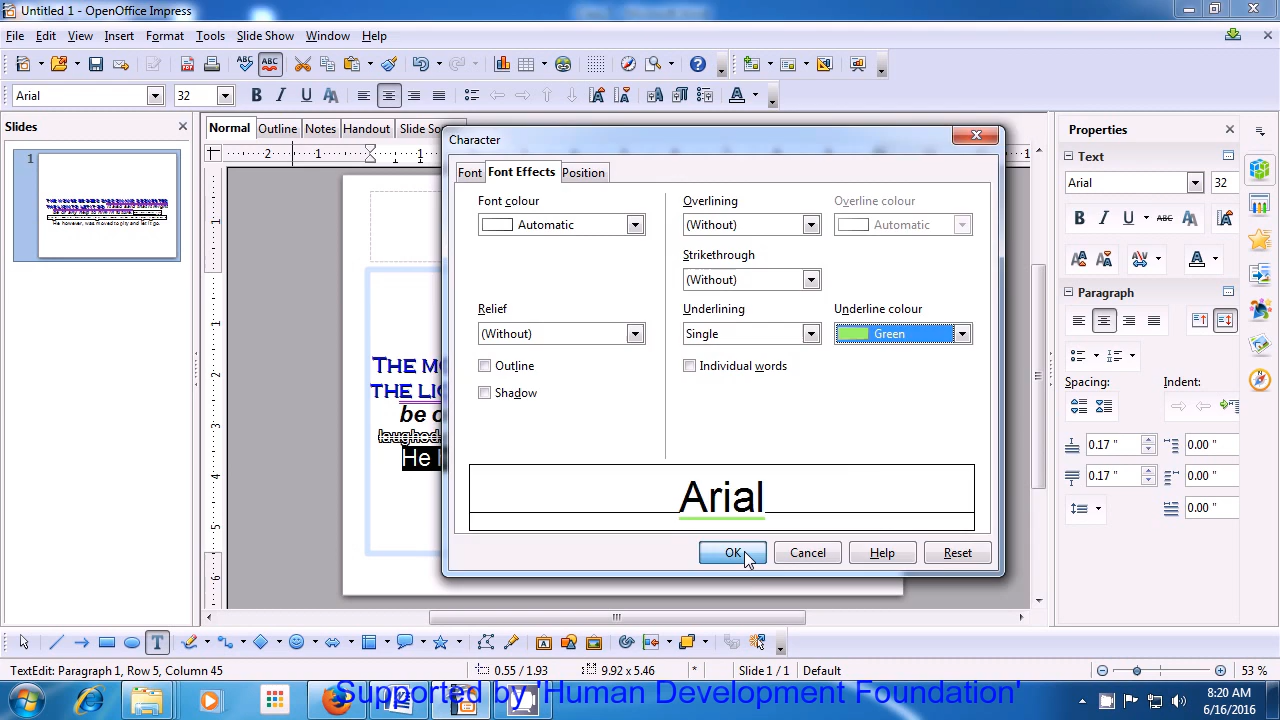 Untitled 1 - OpenOffice Impress
File Edit View Insert Format Tools Slide Show Window Help
Arial 32
Slides
Normal Outline Notes Handout Slide So
1
Character
Font Font Effects Position
Font colour
Automatic
Relief
(Without)
Outline
Shadow
Overlining
(Without)
Overline colour
Automatic
Strikethrough
(Without)
Underlining
Single
Underline colour
Green
Individual words
Arial
OK Cancel Help Reset
THE MO
THE LIG
be o
laughed
He h
Properties
Text
Arial 32
Paragraph
Spacing: Indent:
0.17 " 0.00 "
0.17 " 0.00 "
0.00 "
TextEdit: Paragraph 1, Row 5, Column 45 0.55 / 1.93 9.92 x 5.46 * Slide 1 / 1 Default 53 %
Supported by 'Human Development Foundation'
8:20 AM
6/16/2016